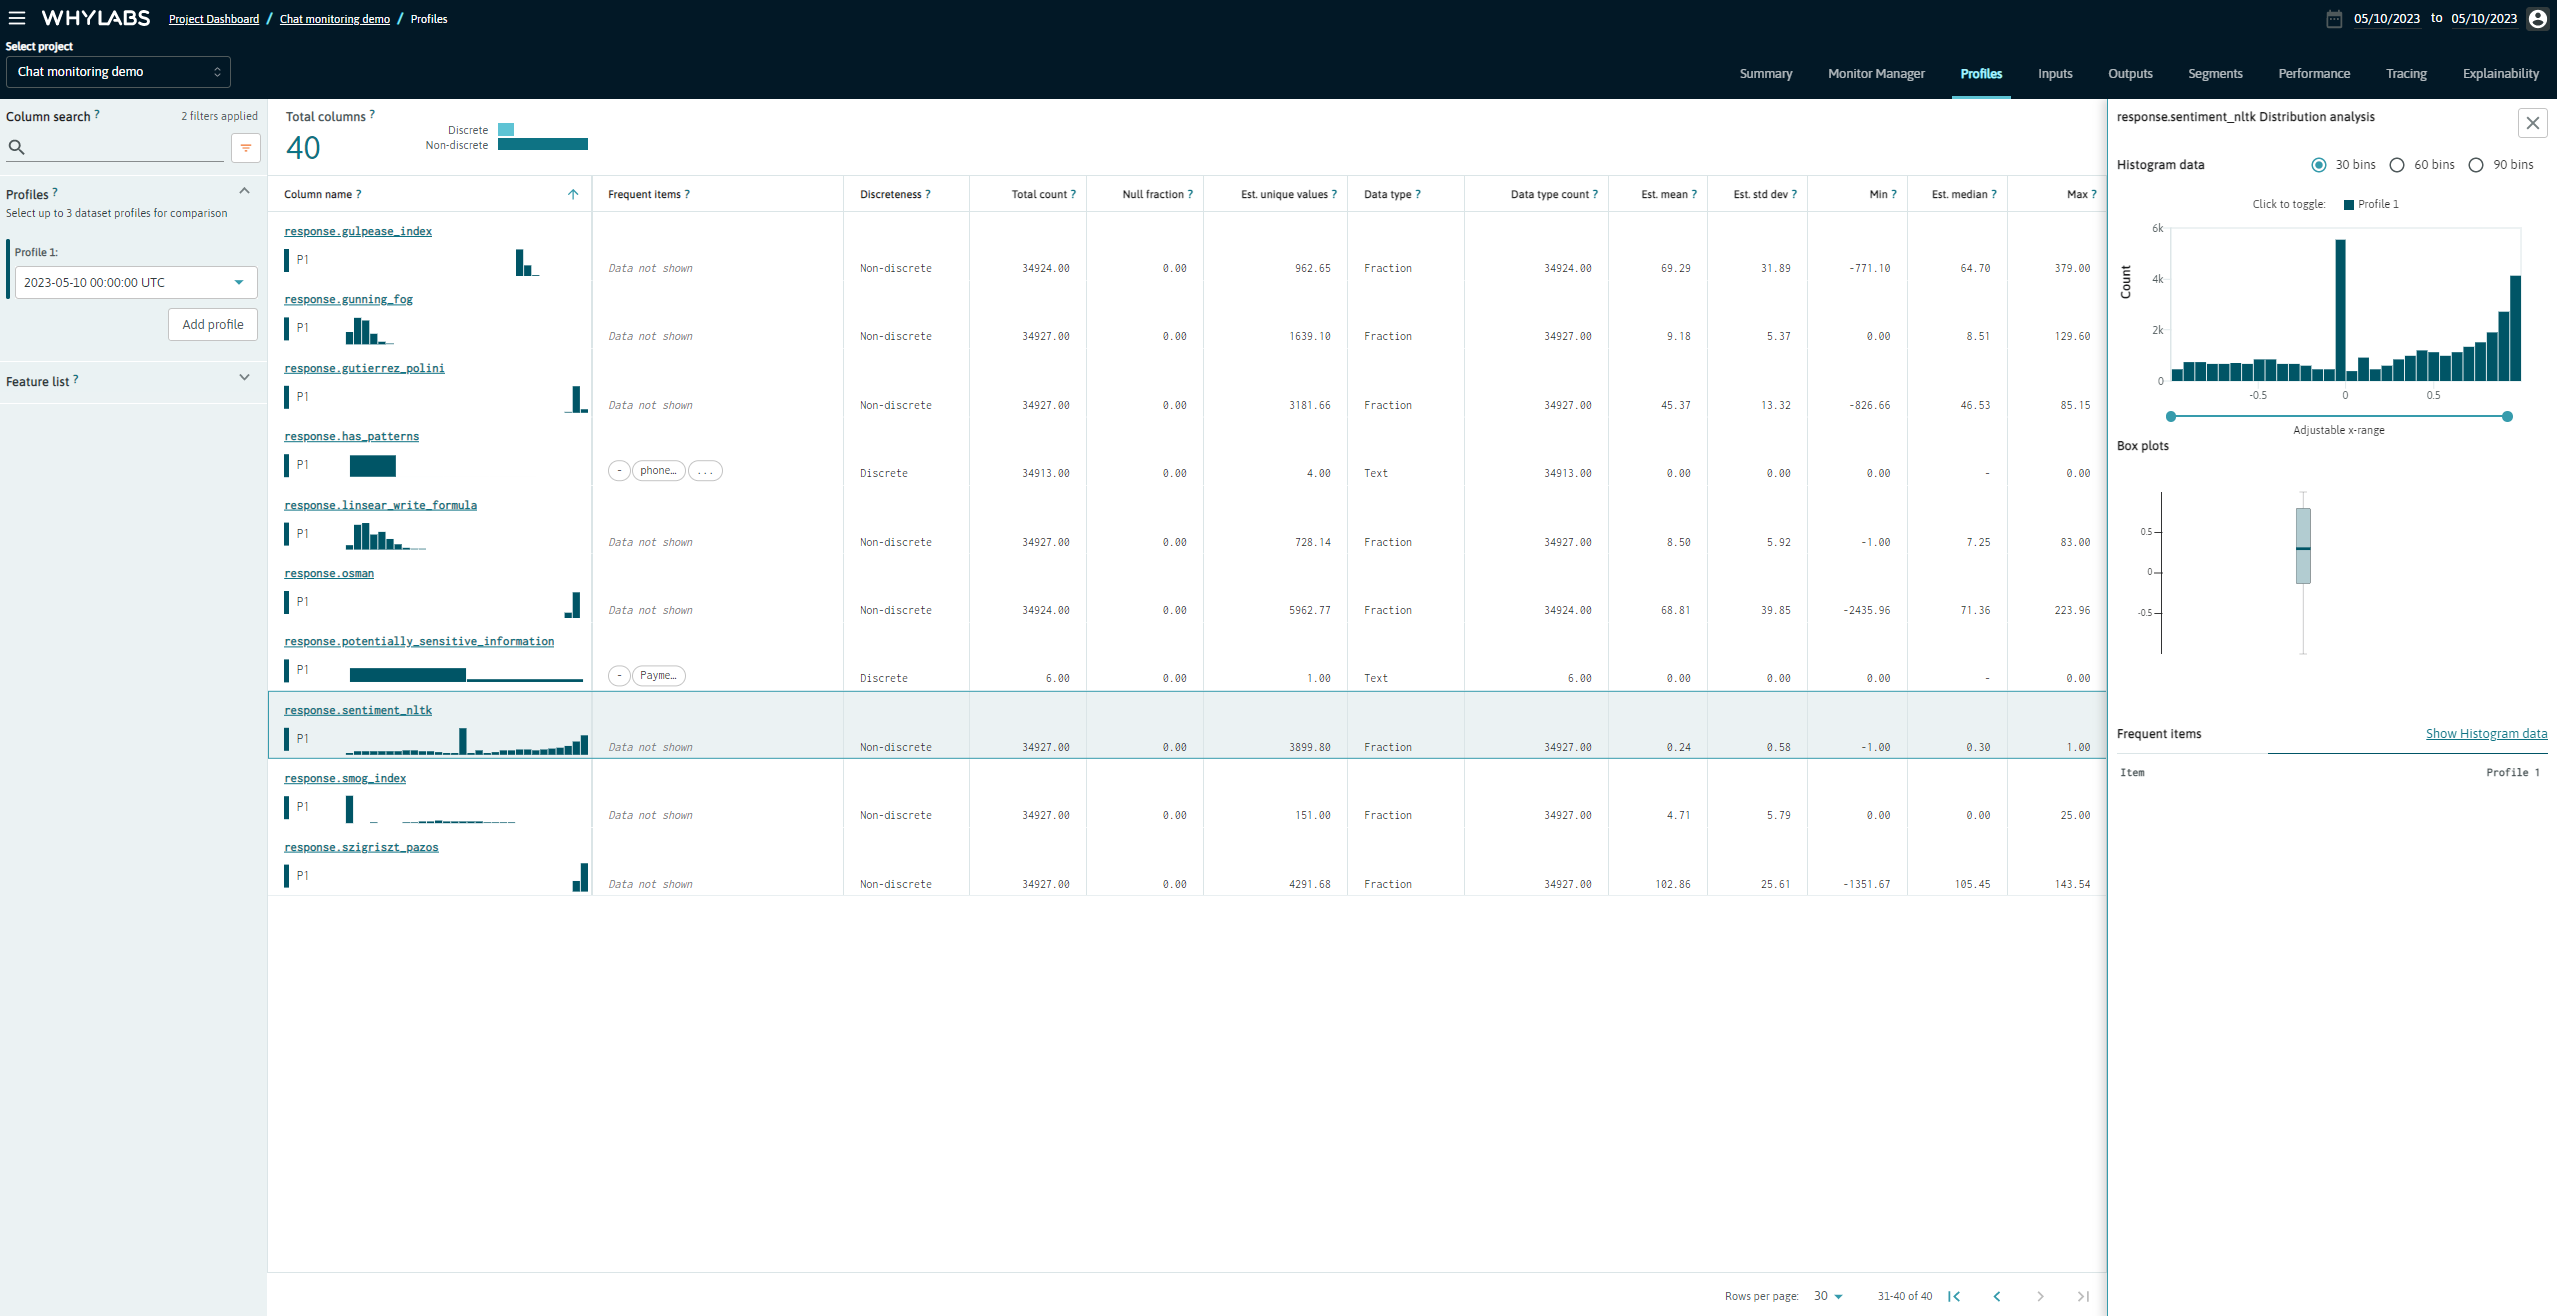 WHYLABS Project Dashboard / Chat monitoring demo / Profiles
05/10/2023 to 05/10/2023
Select project
Chat monitoring demo
Summary Monitor Manager Profiles Inputs Outputs Segments Performance Tracing Explainability
Column search ? 2 filters applied
Profiles ?
Select up to 3 dataset profiles for comparison
Profile 1:
2023-05-10 00:00:00 UTC
Add profile
Feature list ?
Total columns ?
40
Discrete
Non-discrete
Column name ? Frequent items ? Discreteness ? Total count ? Null fraction ? Est. unique values ? Data type ? Data type count ? Est. mean ? Est. std dev ? Min ? Est. median ? Max ?
response.gulpease_index
P1 Data not shown Non-discrete 34924.00 0.00 962.65 Fraction 34924.00 69.29 31.89 -771.10 64.70 379.00
response.gunning_fog
P1 Data not shown Non-discrete 34927.00 0.00 1639.10 Fraction 34927.00 9.18 5.37 0.00 8.51 129.60
response.gutierrez_polini
P1 Data not shown Non-discrete 34927.00 0.00 3181.66 Fraction 34927.00 45.37 13.32 -826.66 46.53 85.15
response.has_patterns
P1 - phone... ... Discrete 34913.00 0.00 4.00 Text 34913.00 0.00 0.00 0.00 - 0.00
response.linsear_write_formula
P1 Data not shown Non-discrete 34927.00 0.00 728.14 Fraction 34927.00 8.50 5.92 -1.00 7.25 83.00
response.osman
P1 Data not shown Non-discrete 34924.00 0.00 5962.77 Fraction 34924.00 68.81 39.85 -2435.96 71.36 223.96
response.potentially_sensitive_information
P1 - Payme... Discrete 6.00 0.00 1.00 Text 6.00 0.00 0.00 0.00 - 0.00
response.sentiment_nltk
P1 Data not shown Non-discrete 34927.00 0.00 3899.80 Fraction 34927.00 0.24 0.58 -1.00 0.30 1.00
response.smog_index
P1 Data not shown Non-discrete 34927.00 0.00 151.00 Fraction 34927.00 4.71 5.79 0.00 0.00 25.00
response.szigriszt_pazos
P1 Data not shown Non-discrete 34927.00 0.00 4291.68 Fraction 34927.00 102.86 25.61 -1351.67 105.45 143.54
Rows per page: 30 31-40 of 40
response.sentiment_nltk Distribution analysis
Histogram data 30 bins 60 bins 90 bins
Click to toggle: Profile 1
Count
6k
4k
2k
0
-0.5 0 0.5
Adjustable x-range
Box plots
0.5
0
-0.5
Frequent items Show Histogram data
Item Profile 1